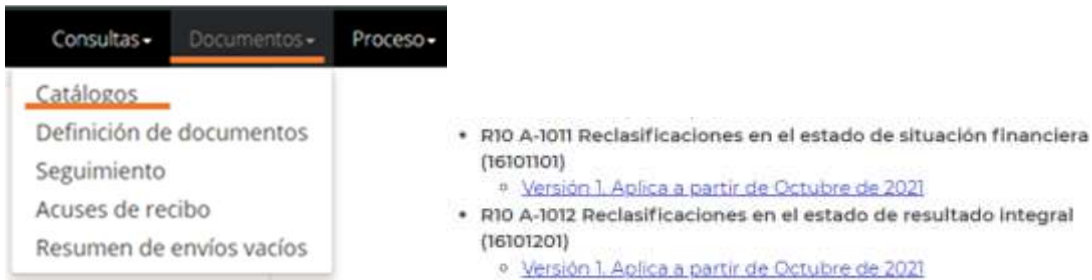 Consultas Documentos Proceso
Catálogos
Definición de documentos
Seguimiento
Acuses de recibo
Resumen de envíos vacíos
• R10 A-1011 Reclasificaciones en el estado de situación financiera
(16101101)
Versión 1. Aplica a partir de Octubre de 2021
• R10 A-1012 Reclasificaciones en el estado de resultado integral
(16101201)
Versión 1. Aplica a partir de Octubre de 2021